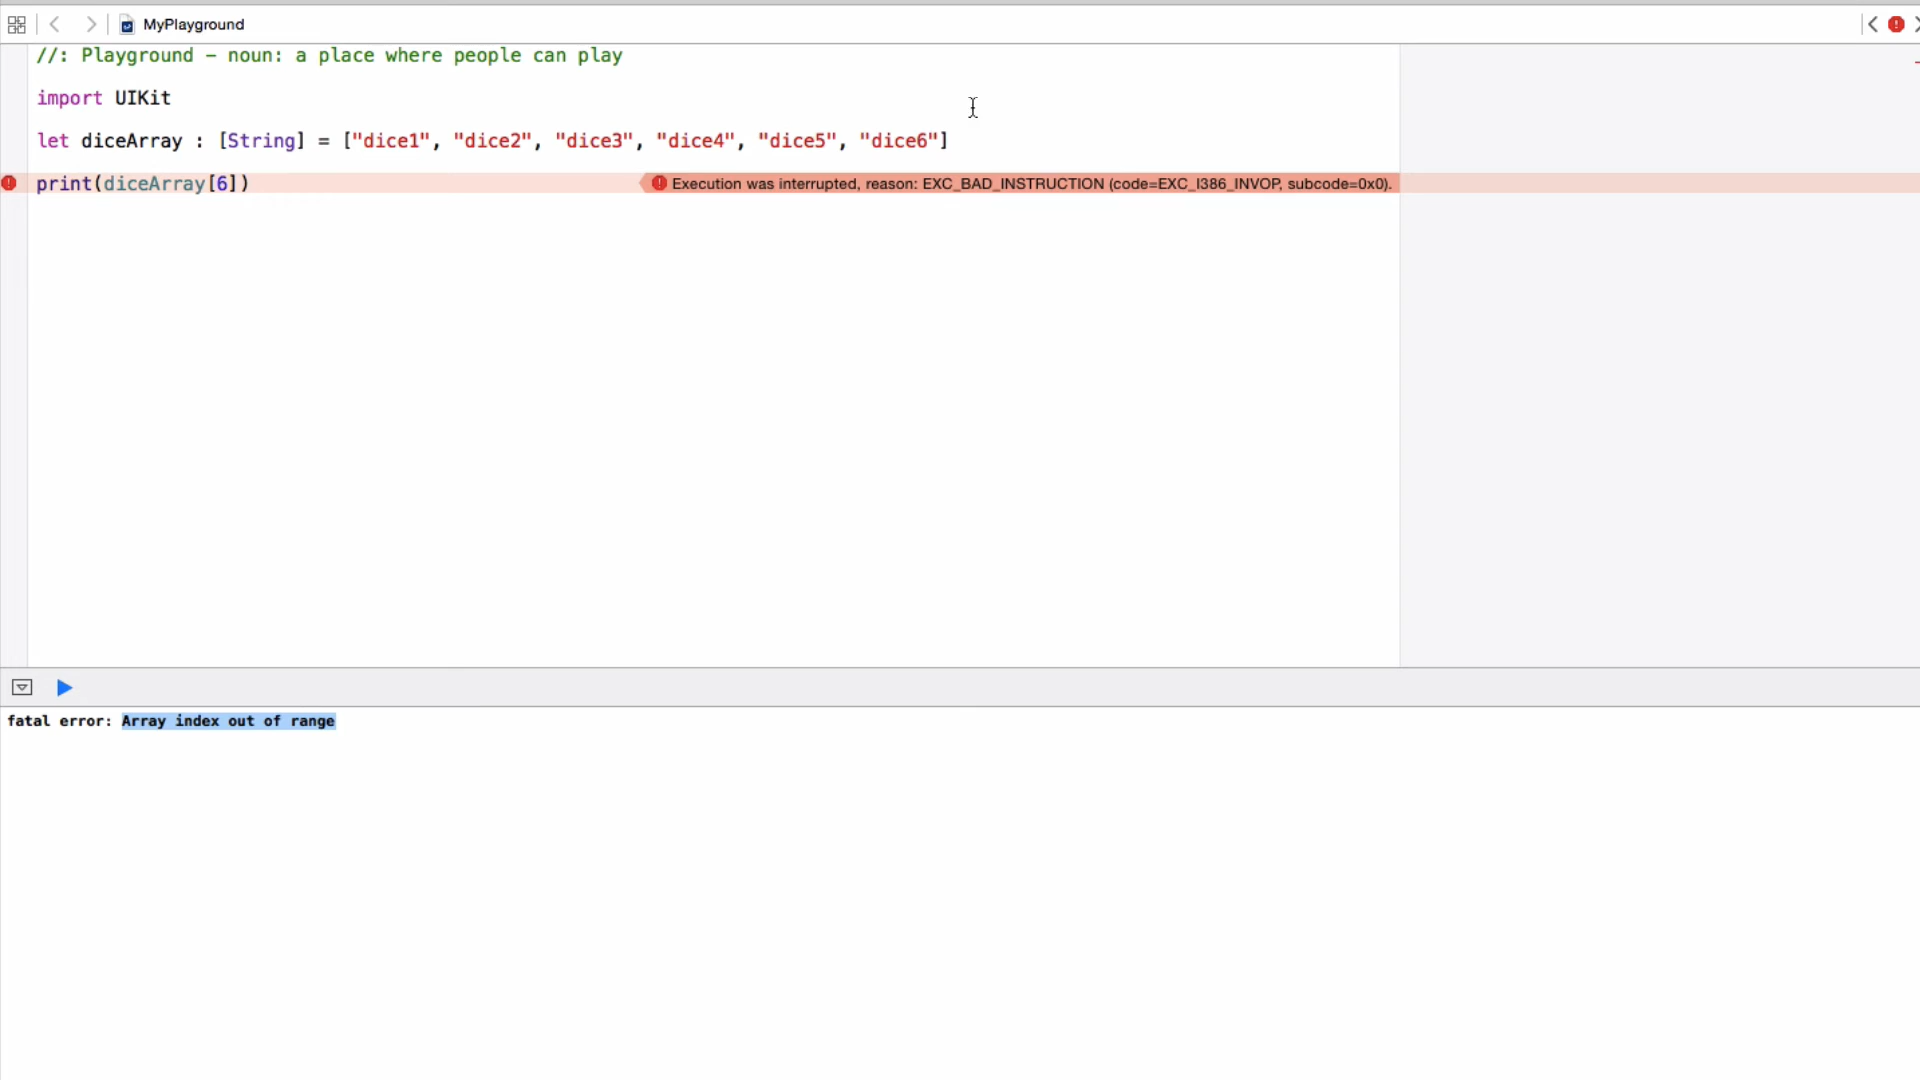 MyPlayground
//: Playground – noun: a place where people can play
import UIKit
let diceArray : [String] = ["dice1", "dice2", "dice3", "dice4", "dice5", "dice6"]
print(diceArray[6])
Execution was interrupted, reason: EXC_BAD_INSTRUCTION (code=EXC_I386_INVOP, subcode=0x0).
fatal error: Array index out of range